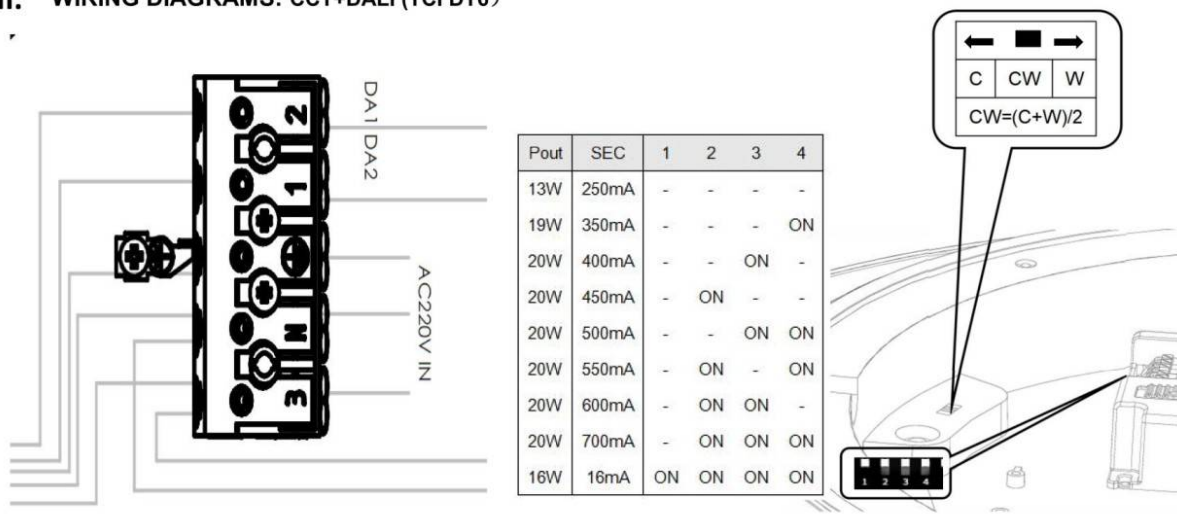 WIRING DIAGRAMS: CCT+DALI (TCI DT6)
2
1
N
3
DA1 DA2
AC220V IN
Pout SEC 1 2 3 4
13W 250mA - - - -
19W 350mA - - - ON
20W 400mA - - ON -
20W 450mA - ON - -
20W 500mA - - ON ON
20W 550mA - ON - ON
20W 600mA - ON ON -
20W 700mA - ON ON ON
16W 16mA ON ON ON ON
C CW W
CW=(C+W)/2
1 2 3 4